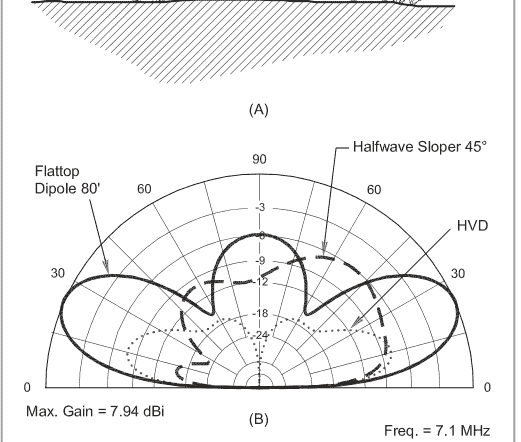 (A)
Halfwave Sloper 45°
Flattop
Dipole 80'
90
60
60
-3
HVD
-6
-9
30
30
-12
-18
-24
0
0
Max. Gain = 7.94 dBi
(B)
Freq. = 7.1 MHz